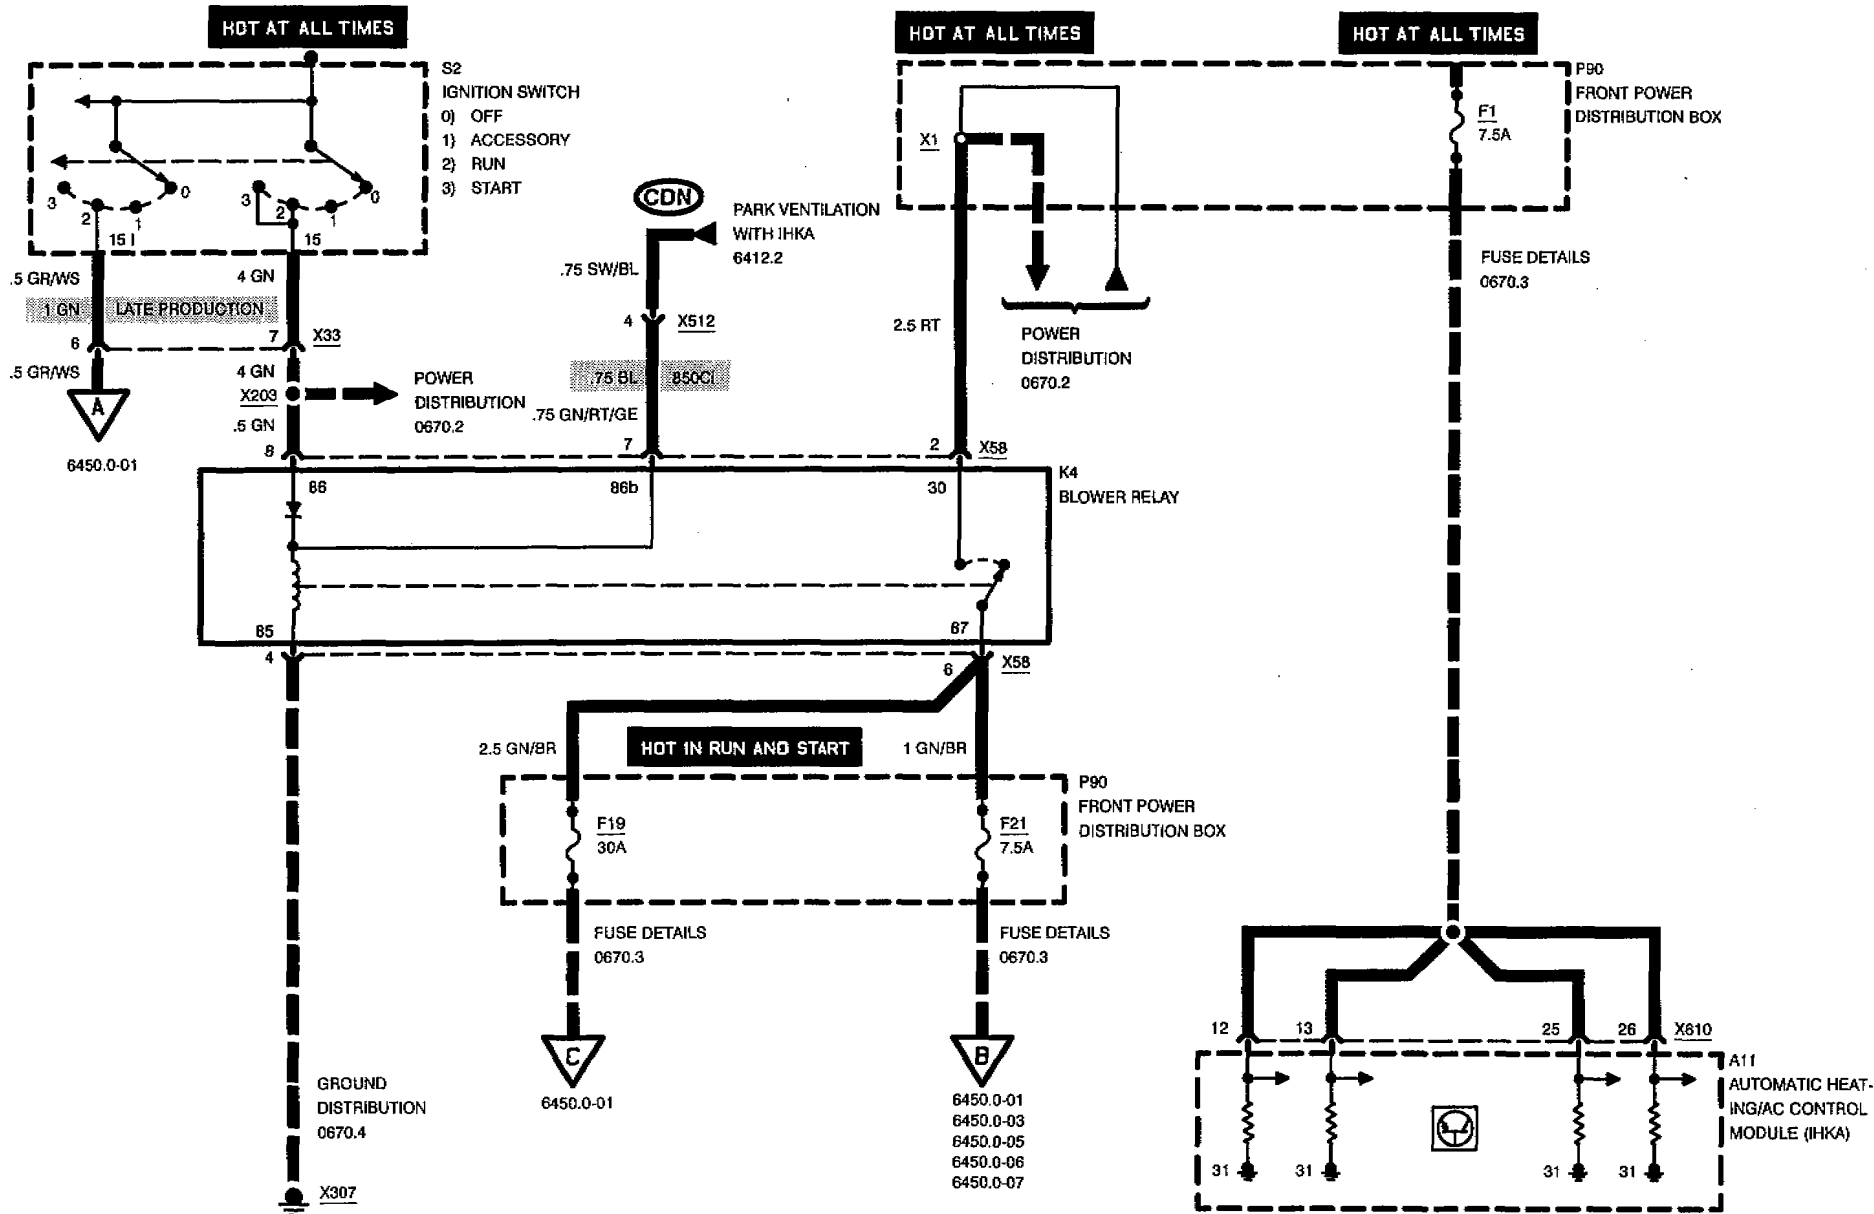 HOT AT ALL TIMES
S2
IGNITION SWITCH
0) OFF
1) ACCESSORY
2) RUN
3) START
3
2
1
0
3
2
1
0
15 I
15
.5 GR/WS
4 GN
1 GN
LATE PRODUCTION
6
7
X33
.5 GR/WS
4 GN
X203
.5 GN
A
6450.0-01
POWER
DISTRIBUTION
0670.2
CDN
PARK VENTILATION
WITH IHKA
6412.2
.75 SW/BL
4
X512
.75 BL
850CI
.75 GN/RT/GE
HOT AT ALL TIMES
HOT AT ALL TIMES
X1
F1
7.5A
P90
FRONT POWER
DISTRIBUTION BOX
2.5 RT
POWER
DISTRIBUTION
0670.2
FUSE DETAILS
0670.3
8
7
2
X58
86
86b
30
K4
BLOWER RELAY
85
87
4
6
X58
2.5 GN/BR
HOT IN RUN AND START
1 GN/BR
F19
30A
F21
7.5A
P90
FRONT POWER
DISTRIBUTION BOX
FUSE DETAILS
0670.3
FUSE DETAILS
0670.3
C
6450.0-01
B
6450.0-01
6450.0-03
6450.0-05
6450.0-06
6450.0-07
GROUND
DISTRIBUTION
0670.4
X307
12
13
25
26
X610
A11
AUTOMATIC HEAT-
ING/AC CONTROL
MODULE (IHKA)
31
31
31
31